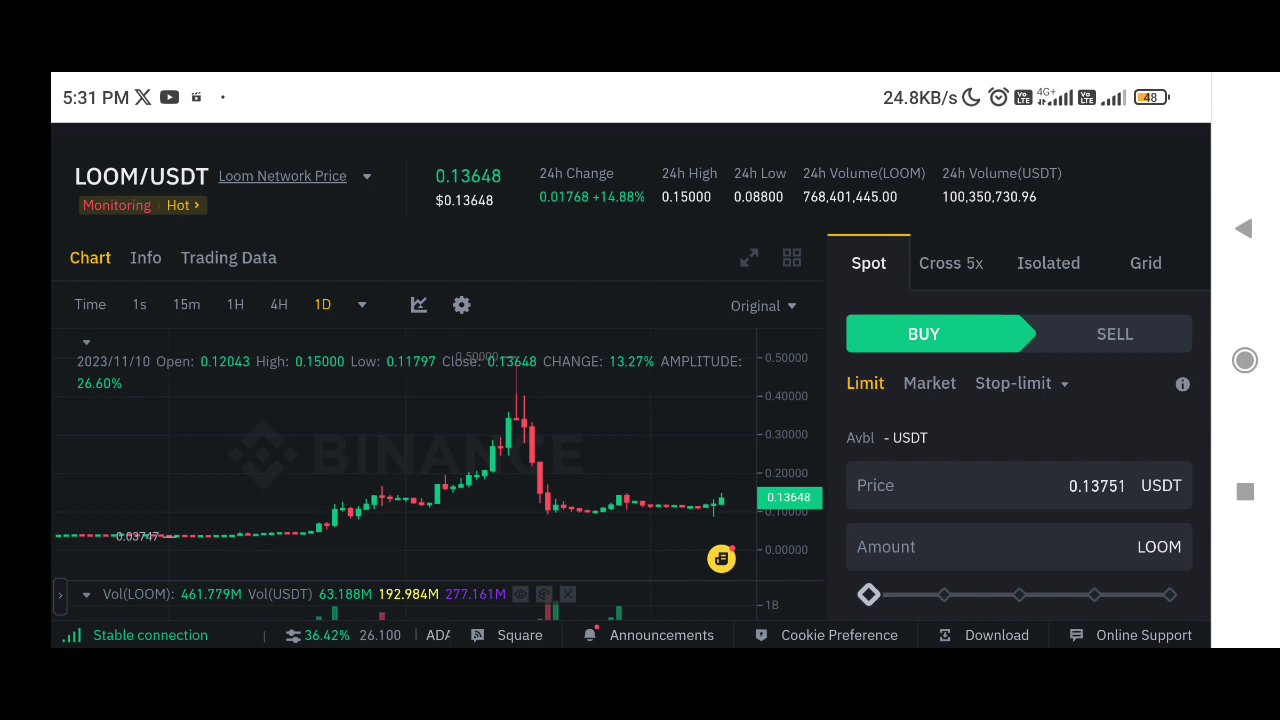 5:31 PM
24.8KB/s 4G+ Vo LTE Vo LTE 48
LOOM/USDT Loom Network Price
Monitoring Hot >
0.13648
$0.13648
24h Change
0.01768 +14.88%
24h High
0.15000
24h Low
0.08800
24h Volume(LOOM)
768,401,445.00
24h Volume(USDT)
100,350,730.96
Chart Info Trading Data
Time 1s 15m 1H 4H 1D
Original
2023/11/10 Open: 0.12043 High: 0.15000 Low: 0.11797 Close: 0.13648 CHANGE: 13.27% AMPLITUDE:
26.60%
0.50000
0.50000
0.40000
0.30000
BINANCE
0.20000
0.13648
0.10000
0.03747
0.00000
Vol(LOOM): 461.779M Vol(USDT) 63.188M 192.984M 277.161M
1B
Spot Cross 5x Isolated Grid
BUY SELL
Limit Market Stop-limit
Avbl - USDT
Price 0.13751 USDT
Amount LOOM
Stable connection 36.42% 26.100 ADA Square Announcements Cookie Preference Download Online Support